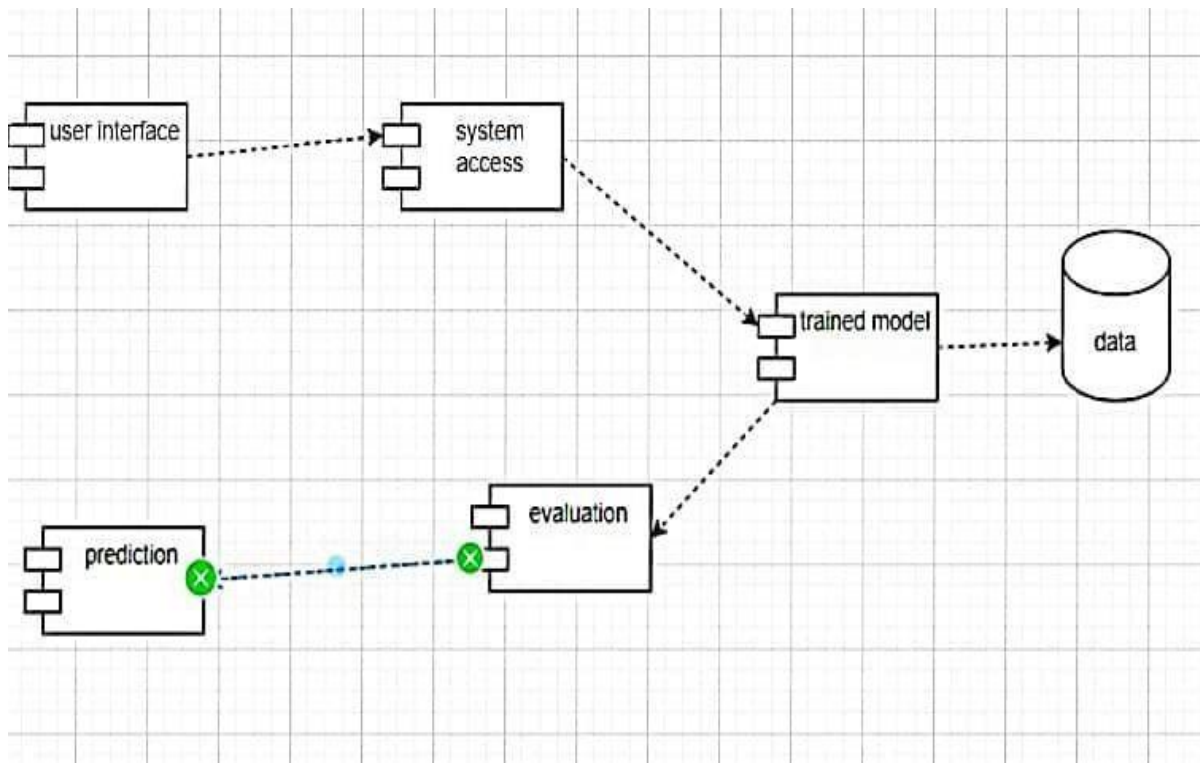 user interface
system
access
trained model
data
evaluation
prediction